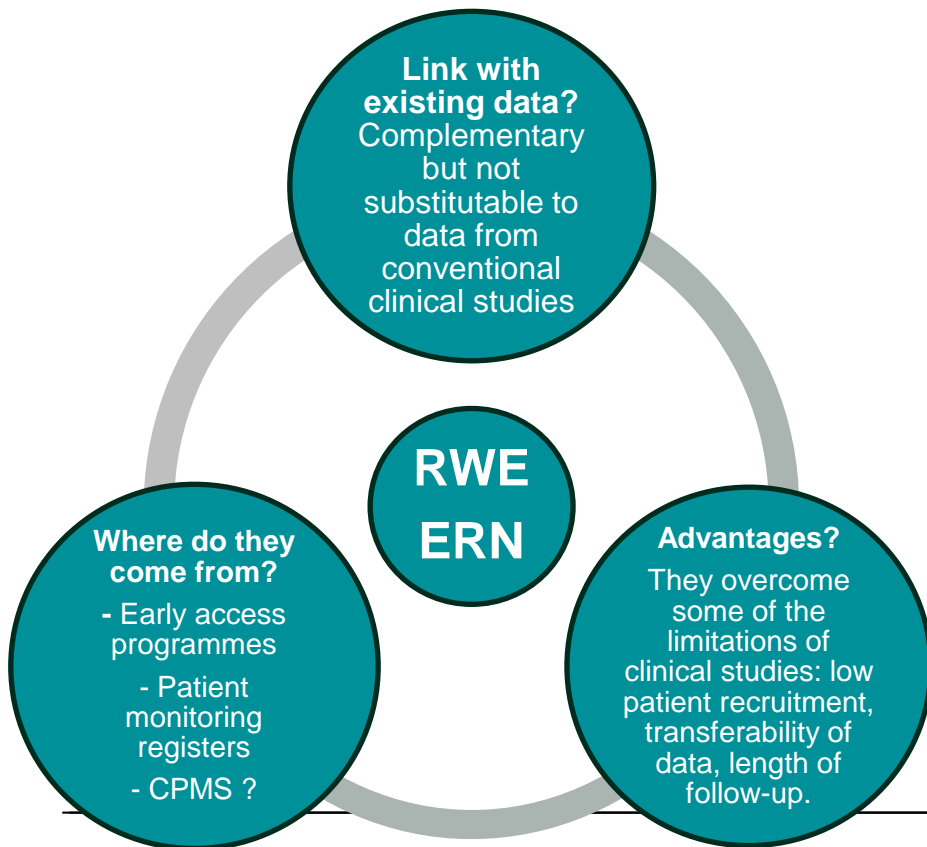 Link with
existing data?
Complementary
but not
substitutable to
data from
conventional
clinical studies
RWE
ERN
Where do they
come from?
- Early access
programmes
- Patient
monitoring
registers
- CPMS ?
Advantages?
They overcome
some of the
limitations of
clinical studies: low
patient recruitment,
transferability of
data, length of
follow-up.